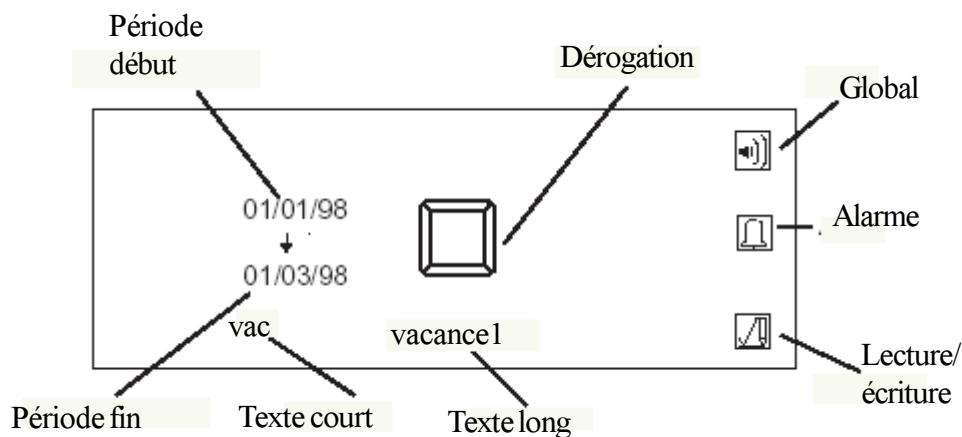 Période
début
Dérogation
Global
01/01/98
Alarme
01/03/98
vac
vacance1
Lecture/
écriture
Période fin
Texte court
Texte long